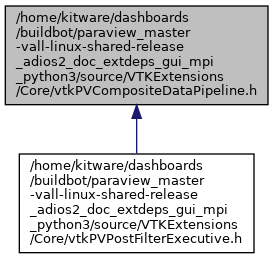 /home/kitware/dashboards
/buildbot/paraview_master
-vall-linux-shared-release
_adios2_doc_extdeps_gui_mpi
_python3/source/VTKExtensions
/Core/vtkPVCompositeDataPipeline.h
/home/kitware/dashboards
/buildbot/paraview_master
-vall-linux-shared-release
_adios2_doc_extdeps_gui_mpi
_python3/source/VTKExtensions
/Core/vtkPVPostFilterExecutive.h